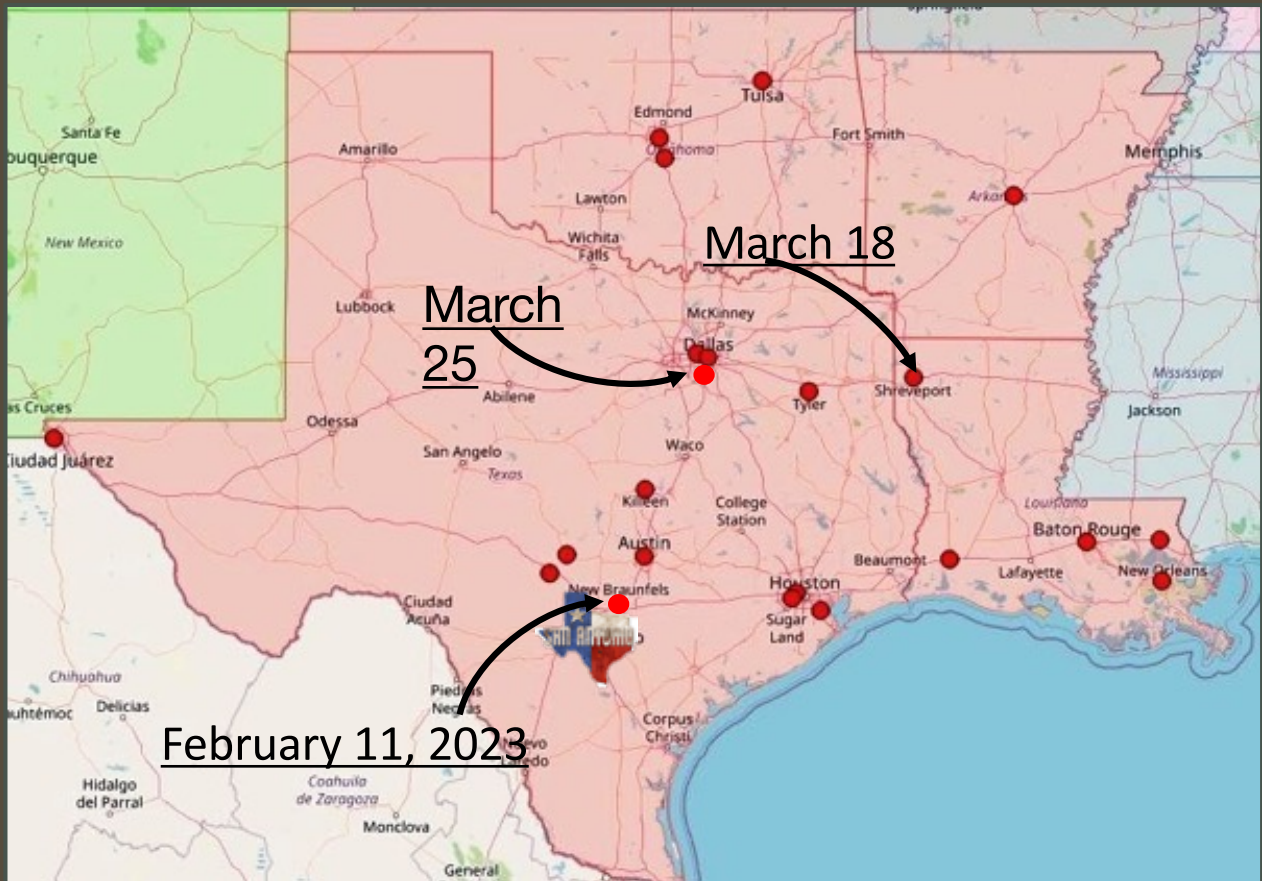 Springfield
Tulsa
Edmond
Santa Fe
Fort Smith
buquerque
Amarillo
Oklahoma
Memphis
Lawton
Arkansas
New Mexico
Wichita
Falls
March 18
Lubbock
March
25
McKinney
Dallas
Mississippi
as Cruces
Abilene
Tyler
Shreveport
Jackson
Odessa
Ciudad Juárez
San Angelo
Waco
Texas
Killeen
College
Station
Louisiana
Baton Rouge
Austin
Beaumont
Lafayette
New Orleans
New Braunfels
Houston
Ciudad
Acuña
Sugar
Land
SAN ANTONIO
o
Chihuahua
Piedras
Negras
uhtémoc
Delicias
Corpus
Christi
February 11, 2023
Nuevo
Laredo
Hidalgo
del Parral
Coahuila
de Zaragoza
Monclova
General